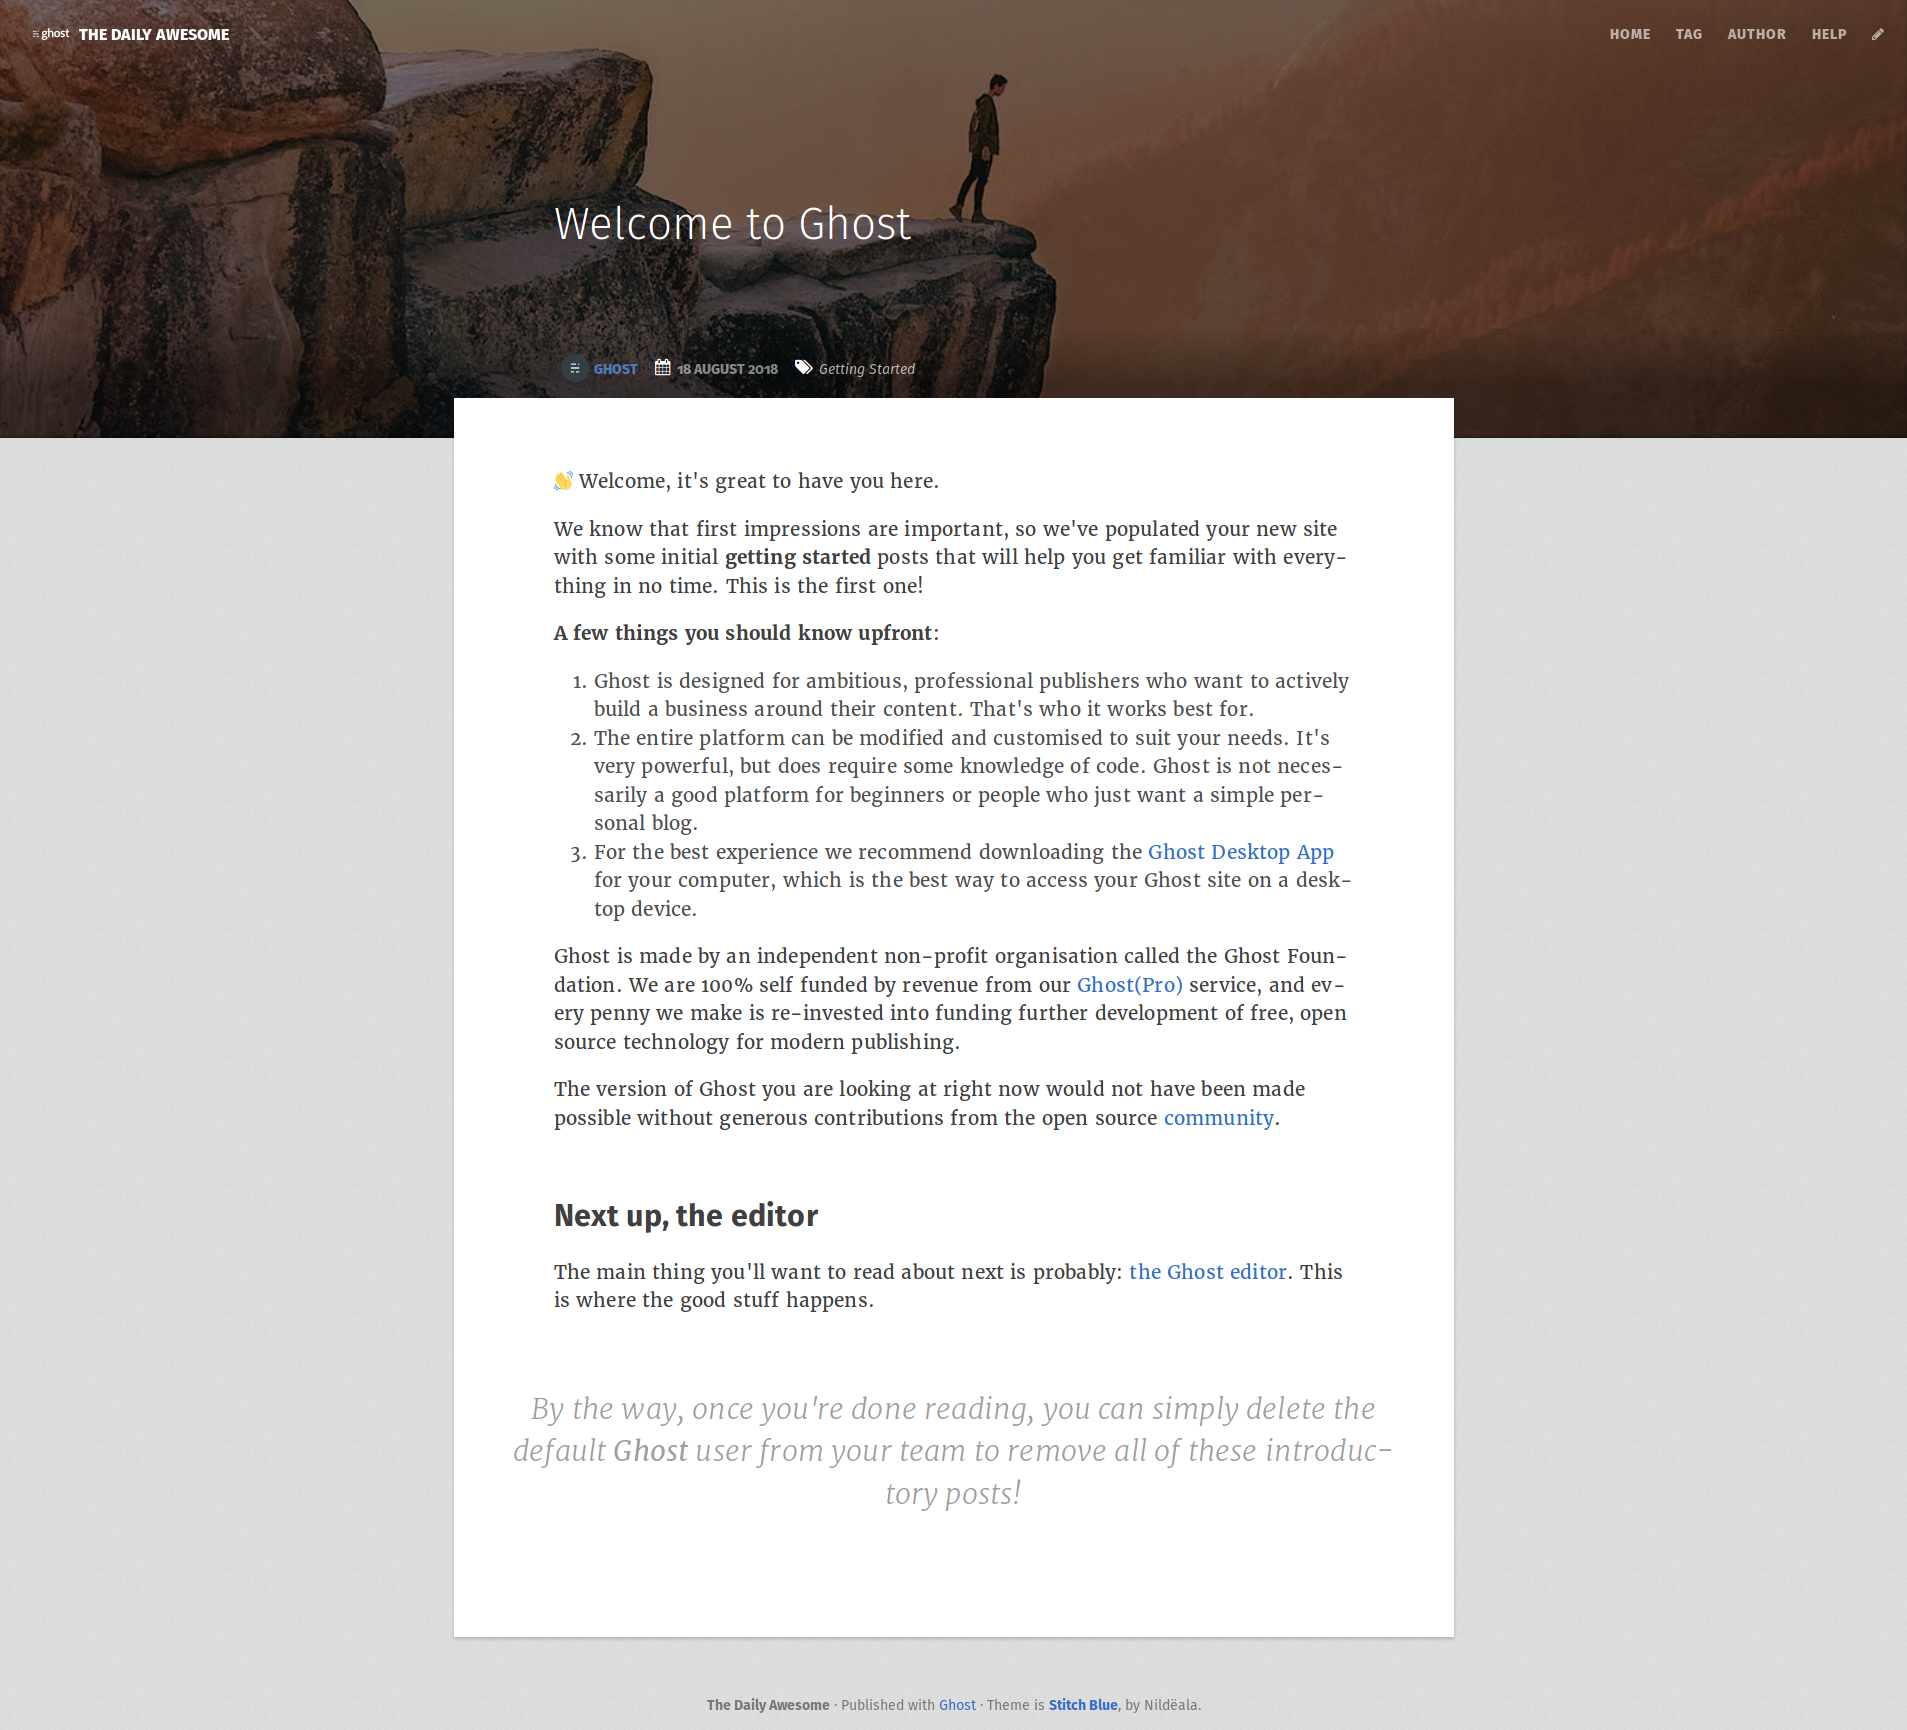 ghost THE DAILY AWESOME
HOME TAG AUTHOR HELP
Welcome to Ghost
GHOST 18 AUGUST 2018 Getting Started
👋 Welcome, it's great to have you here.
We know that first impressions are important, so we've populated your new site
with some initial getting started posts that will help you get familiar with every-
thing in no time. This is the first one!
A few things you should know upfront:
1. Ghost is designed for ambitious, professional publishers who want to actively
build a business around their content. That's who it works best for.
2. The entire platform can be modified and customised to suit your needs. It's
very powerful, but does require some knowledge of code. Ghost is not neces-
sarily a good platform for beginners or people who just want a simple per-
sonal blog.
3. For the best experience we recommend downloading the Ghost Desktop App
for your computer, which is the best way to access your Ghost site on a desk-
top device.
Ghost is made by an independent non-profit organisation called the Ghost Foun-
dation. We are 100% self funded by revenue from our Ghost(Pro) service, and ev-
ery penny we make is re-invested into funding further development of free, open
source technology for modern publishing.
The version of Ghost you are looking at right now would not have been made
possible without generous contributions from the open source community.
Next up, the editor
The main thing you'll want to read about next is probably: the Ghost editor. This
is where the good stuff happens.
By the way, once you're done reading, you can simply delete the
default Ghost user from your team to remove all of these introduc-
tory posts!
The Daily Awesome · Published with Ghost · Theme is Stitch Blue, by Nildëala.